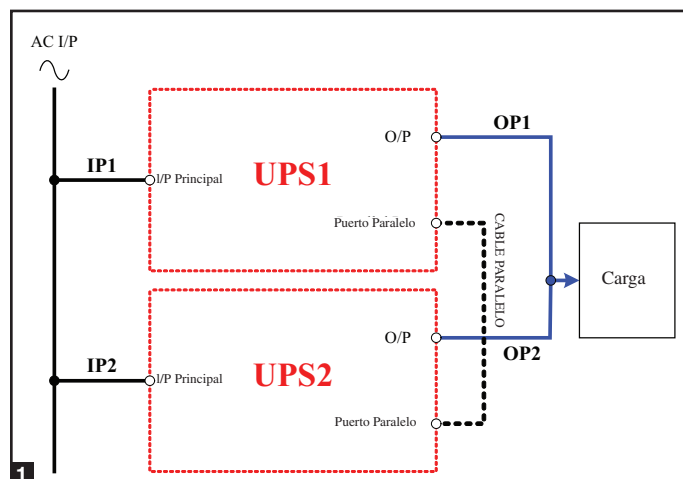 AC I/P
IP1
I/P Principal
UPS1
O/P
OP1
Puerto Paralelo
CABLE PARALELO
Carga
IP2
I/P Principal
UPS2
O/P
OP2
Puerto Paralelo
1